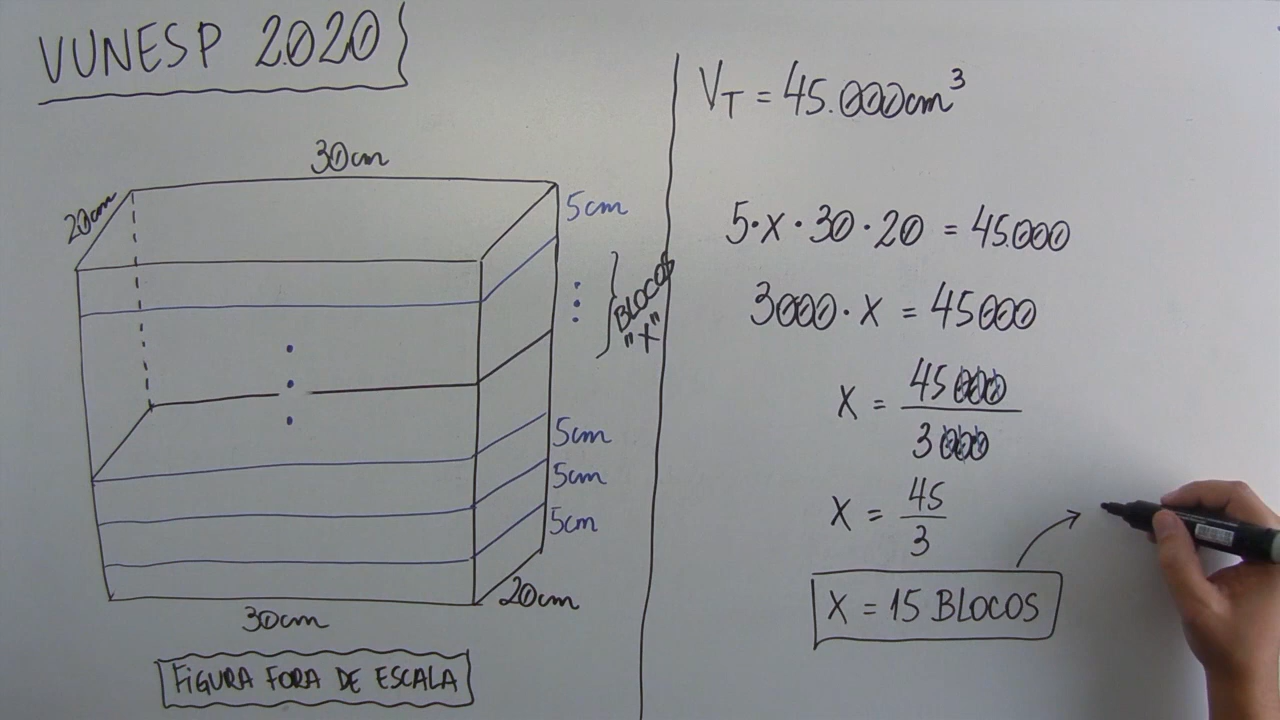 VUNESP 2020
30cm
20cm
5cm
BLOCOS
"X"
5cm
5cm
5cm
20cm
30cm
FIGURA FORA DE ESCALA
VT = 45.000cm³
5·X·30·20 = 45.000
3000·X = 45000
X = 45000
3000
X = 45
3
X = 15 BLOCOS